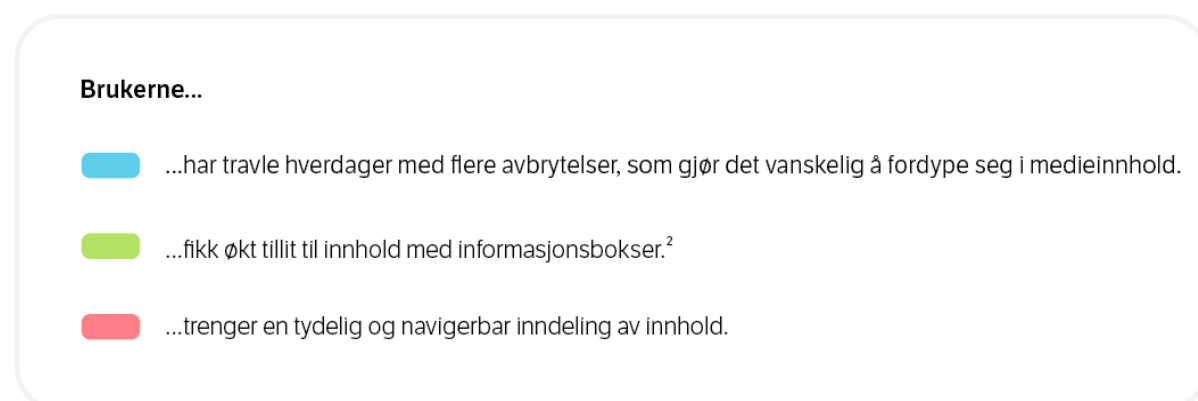 Brukerne...
...har travle hverdager med flere avbrytelser, som gjør det vanskelig å fordype seg i medieinnhold.
...fikk økt tillit til innhold med informasjonsbokser.²
...trenger en tydelig og navigerbar inndeling av innhold.